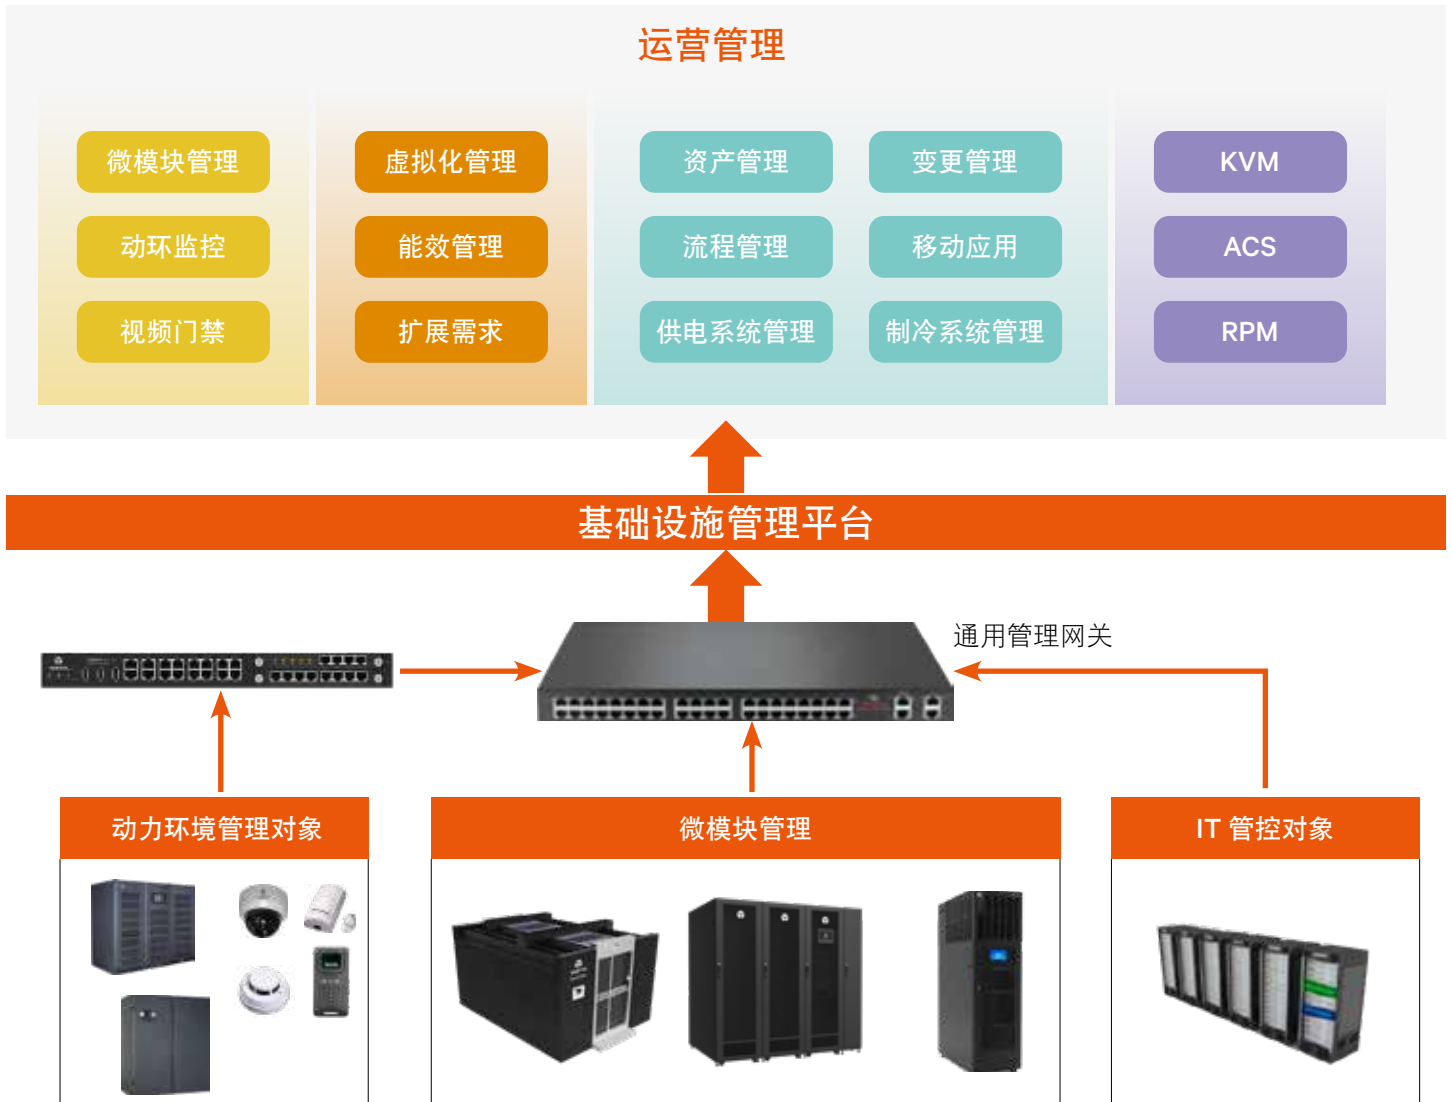 运营管理
微模块管理
动环监控
视频门禁
虚拟化管理
能效管理
扩展需求
资产管理
变更管理
流程管理
移动应用
供电系统管理
制冷系统管理
KVM
ACS
RPM
基础设施管理平台
通用管理网关
动力环境管理对象
微模块管理
IT 管控对象